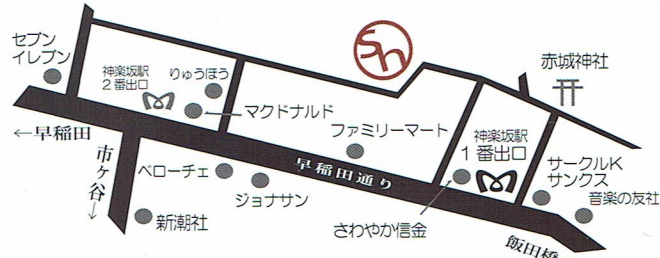 セブン
イレブン
神楽坂駅
2番出口
りゅうほう
マクドナルド
Sh
赤城神社
ファミリーマート
神楽坂駅
1番出口
サークルK
サンクス
音楽の友社
←早稲田
市ヶ谷→
ベローチェ
ジョナサン
早稲田通り
さわやか信金
新潮社
飯田橋